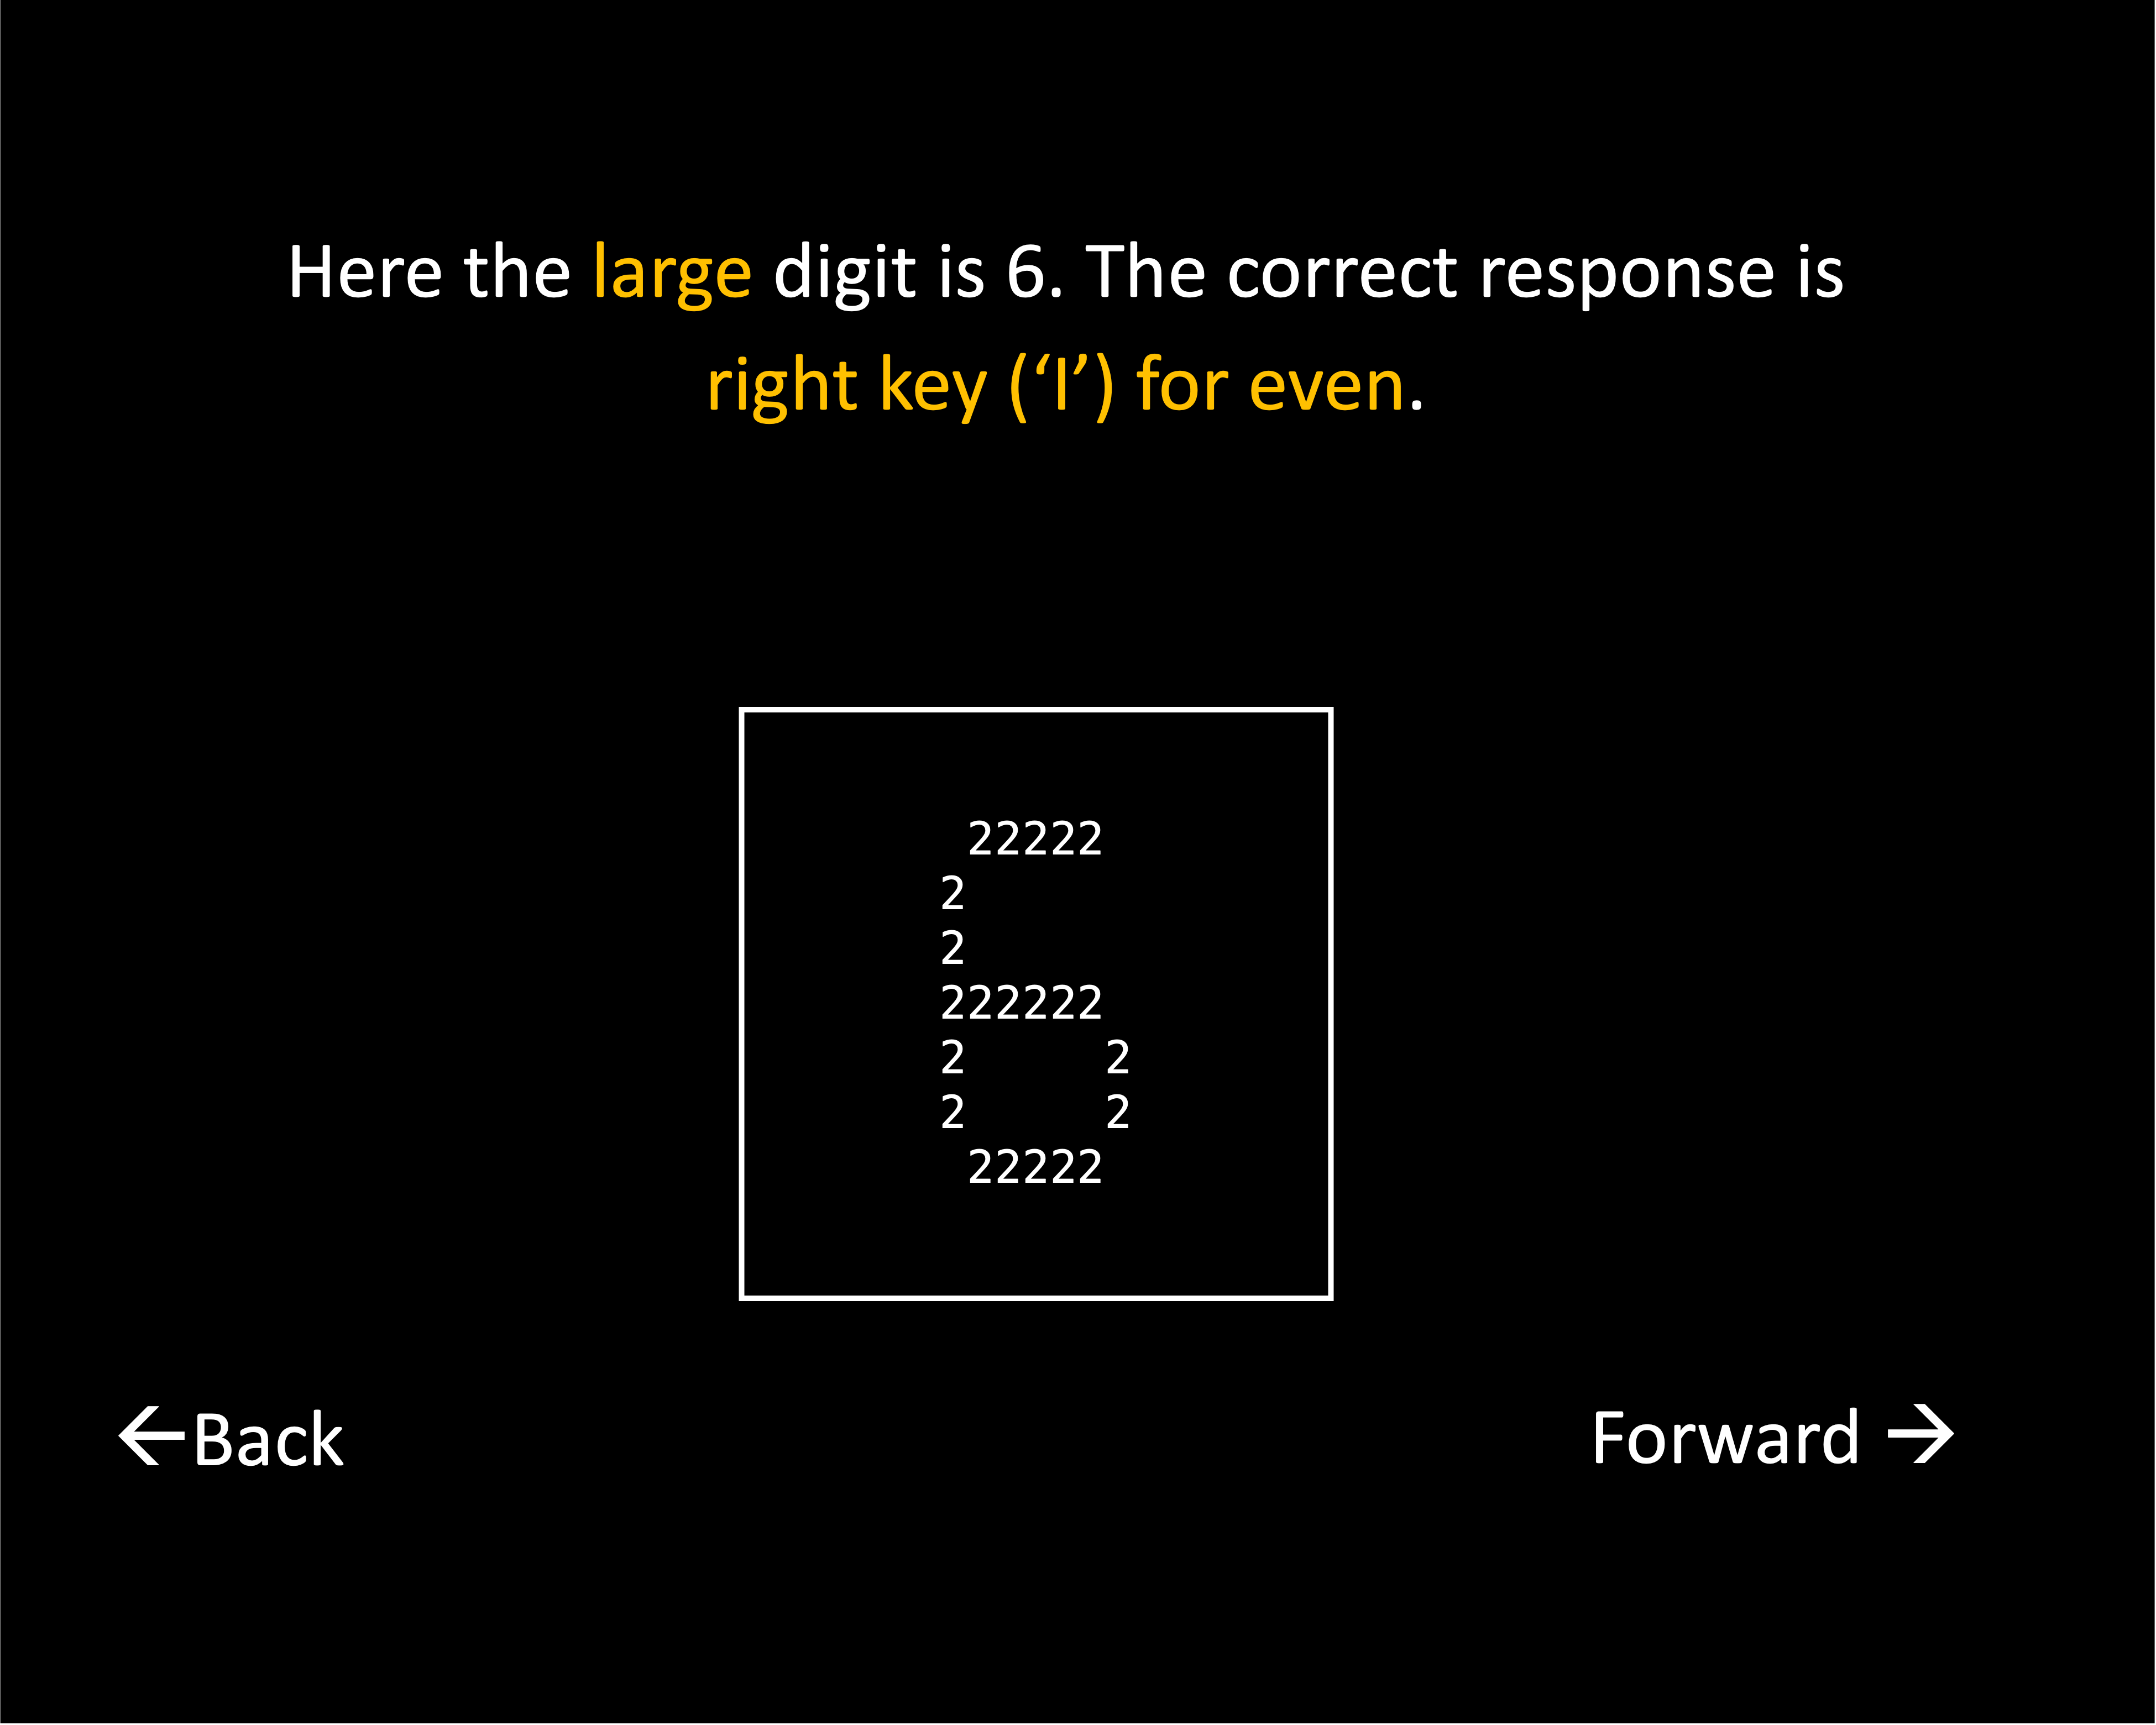 Here the large digit is 6. The correct response is
right key (‘I’) for even.
22222
2
2
222222
2 2
2 2
22222
←Back
Forward →